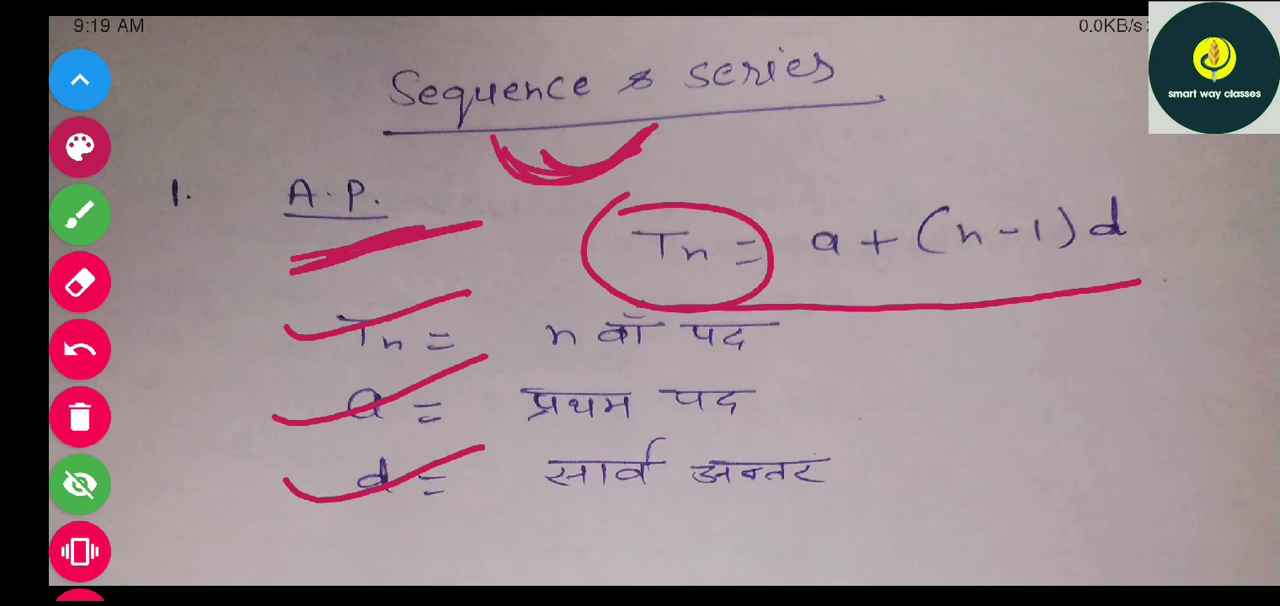 9:19 AM
0.0KB/s
smart way classes
Sequence & series
1. A.P.
Tn = a + (n-1) d
Tn = n वाँ पद
a = प्रथम पद
d = सार्व अन्तर